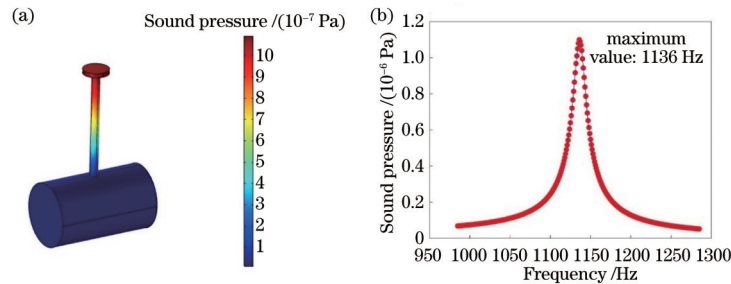 (a)
Sound pressure /(10⁻⁷ Pa)
10
9
8
7
6
5
4
3
2
1
(b)
Sound pressure /(10⁻⁶ Pa)
1.2
1.0
0.8
0.6
0.4
0.2
0
maximum
value: 1136 Hz
950 1000 1050 1100 1150 1200 1250 1300
Frequency /Hz